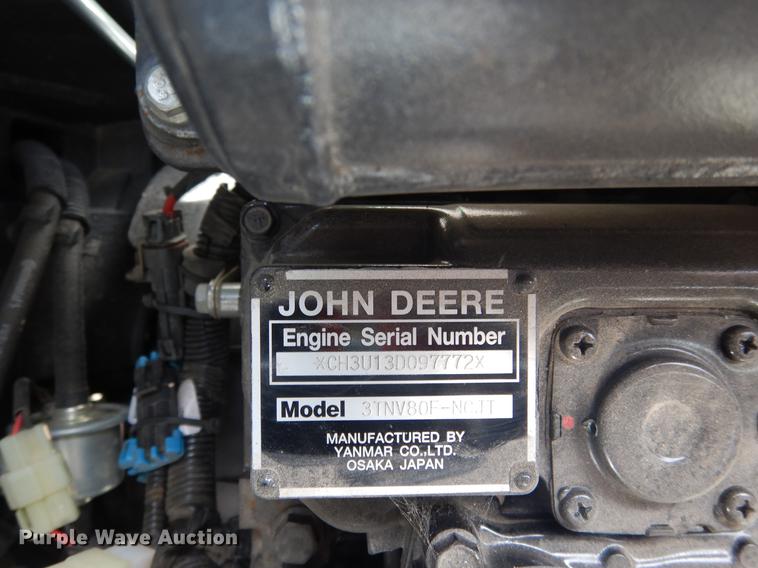 JOHN DEERE
Engine Serial Number
XCH3U13D097772X
Model 3TNV80F-NCJT
MANUFACTURED BY
YANMAR CO.,LTD.
OSAKA JAPAN
Purple Wave Auction